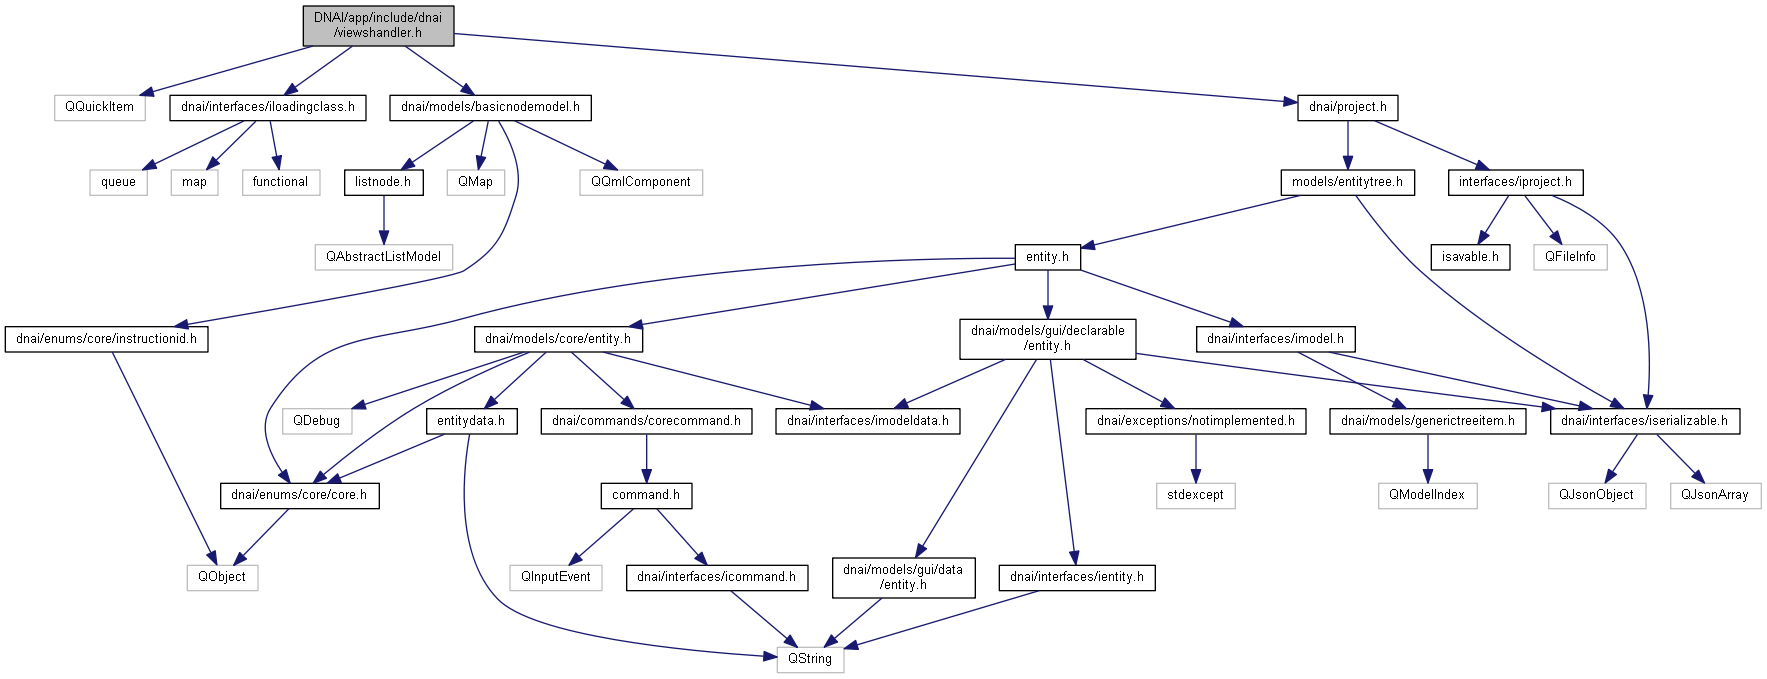 DNAI/app/include/dnai
/viewshandler.h
QQuickItem
dnai/interfaces/iloadingclass.h
dnai/models/basicnodemodel.h
dnai/project.h
queue
map
functional
listnode.h
QMap
QQmlComponent
models/entitytree.h
interfaces/iproject.h
QAbstractListModel
entity.h
isavable.h
QFileInfo
dnai/enums/core/instructionid.h
dnai/models/core/entity.h
dnai/models/gui/declarable
/entity.h
dnai/interfaces/imodel.h
QDebug
entitydata.h
dnai/commands/corecommand.h
dnai/interfaces/imodeldata.h
dnai/exceptions/notimplemented.h
dnai/models/generictreeitem.h
dnai/interfaces/iserializable.h
dnai/enums/core/core.h
command.h
stdexcept
QModelIndex
QJsonObject
QJsonArray
QObject
QInputEvent
dnai/interfaces/icommand.h
dnai/models/gui/data
/entity.h
dnai/interfaces/ientity.h
QString